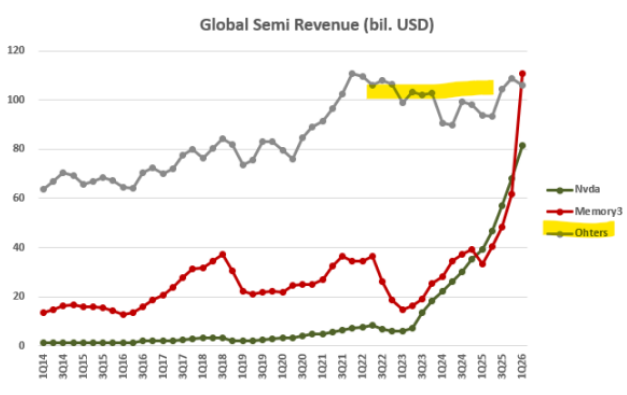 Global Semi Revenue (bil. USD)
120
100
80
60
40
20
0
1Q14
3Q14
1Q15
3Q15
1Q16
3Q16
1Q17
3Q17
1Q18
3Q18
1Q19
3Q19
1Q20
3Q20
1Q21
3Q21
1Q22
3Q22
1Q23
3Q23
1Q24
3Q24
1Q25
3Q25
1Q26
Nvda
Memory3
Ohters